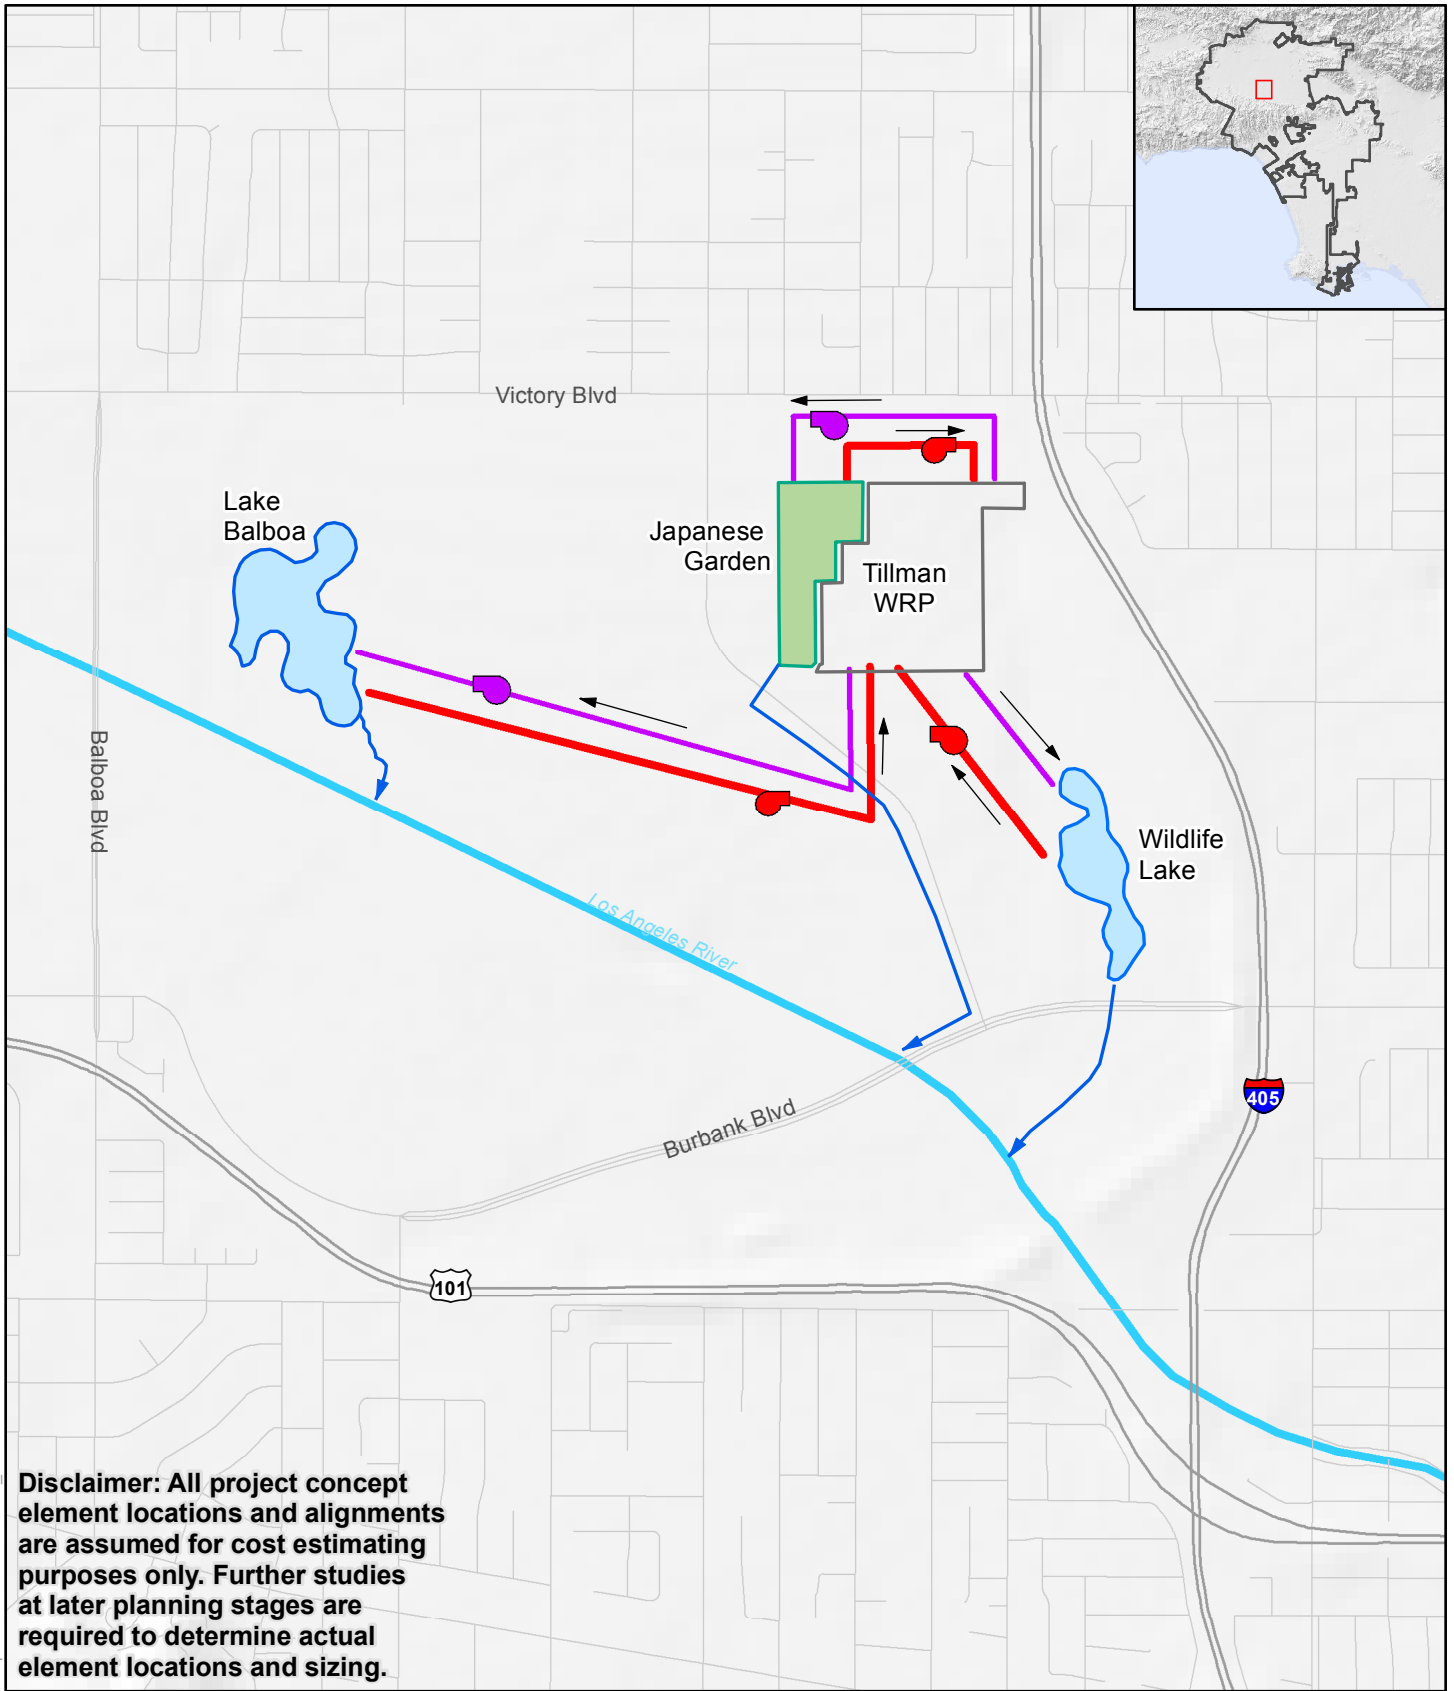 Victory Blvd
Lake
Balboa
Japanese
Garden
Tillman
WRP
Balboa Blvd
Wildlife
Lake
Los Angeles River
Burbank Blvd
405
101
Disclaimer: All project concept
element locations and alignments
are assumed for cost estimating
purposes only. Further studies
at later planning stages are
required to determine actual
element locations and sizing.